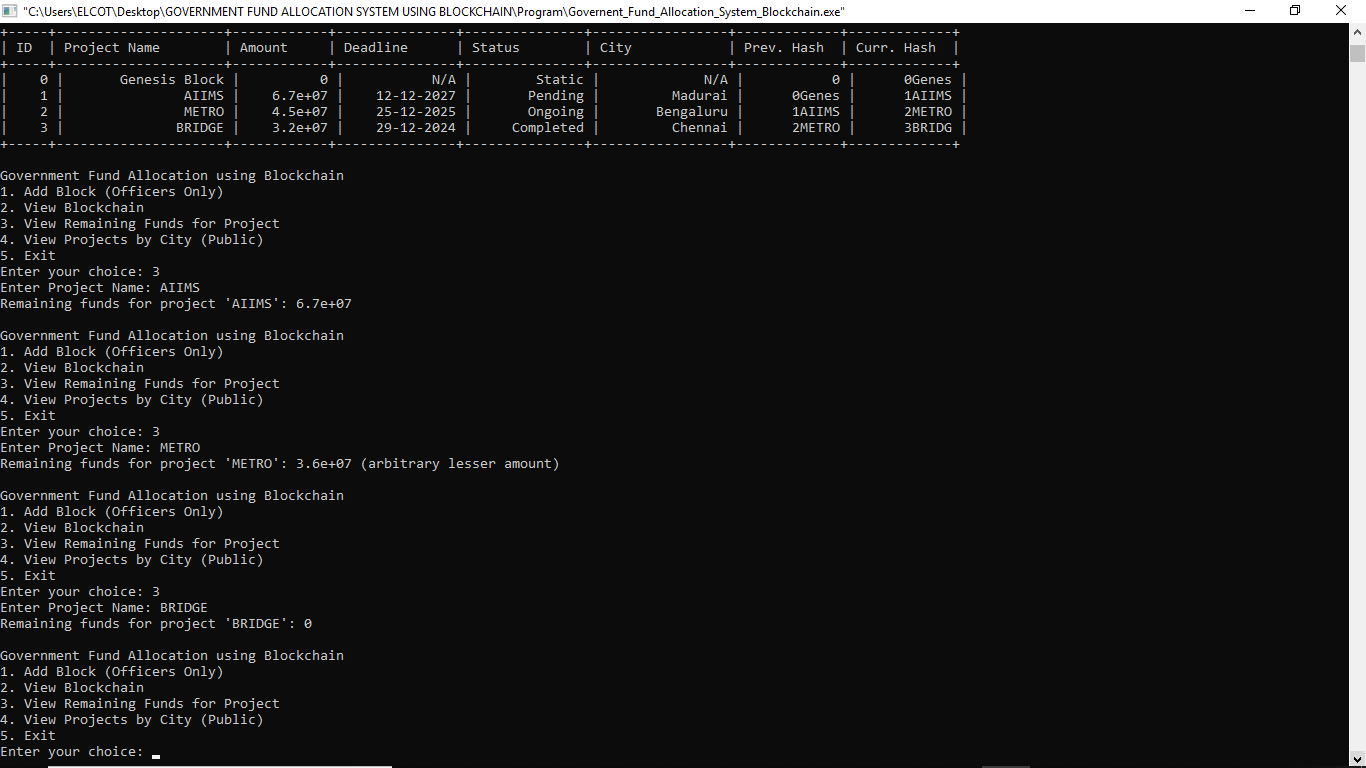 "C:\Users\ELCOT\Desktop\GOVERNMENT FUND ALLOCATION SYSTEM USING BLOCKCHAIN\Program\Governent_Fund_Allocation_System_Blockchain.exe"
+-----+---------------------+------------+---------------+---------------+-----------------+-------------+-------------+
| ID  | Project Name        | Amount     | Deadline      | Status        | City            | Prev. Hash  | Curr. Hash  |
+-----+---------------------+------------+---------------+---------------+-----------------+-------------+-------------+
|    0 |       Genesis Block |          0 |           N/A |        Static |             N/A |           0 |      0Genes |
|    1 |               AIIMS |    6.7e+07 |    12-12-2027 |       Pending |         Madurai |      0Genes |      1AIIMS |
|    2 |               METRO |    4.5e+07 |    25-12-2025 |       Ongoing |       Bengaluru |      1AIIMS |      2METRO |
|    3 |              BRIDGE |    3.2e+07 |    29-12-2024 |     Completed |         Chennai |      2METRO |      3BRIDG |
+-----+---------------------+------------+---------------+---------------+-----------------+-------------+-------------+
Government Fund Allocation using Blockchain
1. Add Block (Officers Only)
2. View Blockchain
3. View Remaining Funds for Project
4. View Projects by City (Public)
5. Exit
Enter your choice: 3
Enter Project Name: AIIMS
Remaining funds for project 'AIIMS': 6.7e+07
Government Fund Allocation using Blockchain
1. Add Block (Officers Only)
2. View Blockchain
3. View Remaining Funds for Project
4. View Projects by City (Public)
5. Exit
Enter your choice: 3
Enter Project Name: METRO
Remaining funds for project 'METRO': 3.6e+07 (arbitrary lesser amount)
Government Fund Allocation using Blockchain
1. Add Block (Officers Only)
2. View Blockchain
3. View Remaining Funds for Project
4. View Projects by City (Public)
5. Exit
Enter your choice: 3
Enter Project Name: BRIDGE
Remaining funds for project 'BRIDGE': 0
Government Fund Allocation using Blockchain
1. Add Block (Officers Only)
2. View Blockchain
3. View Remaining Funds for Project
4. View Projects by City (Public)
5. Exit
Enter your choice: